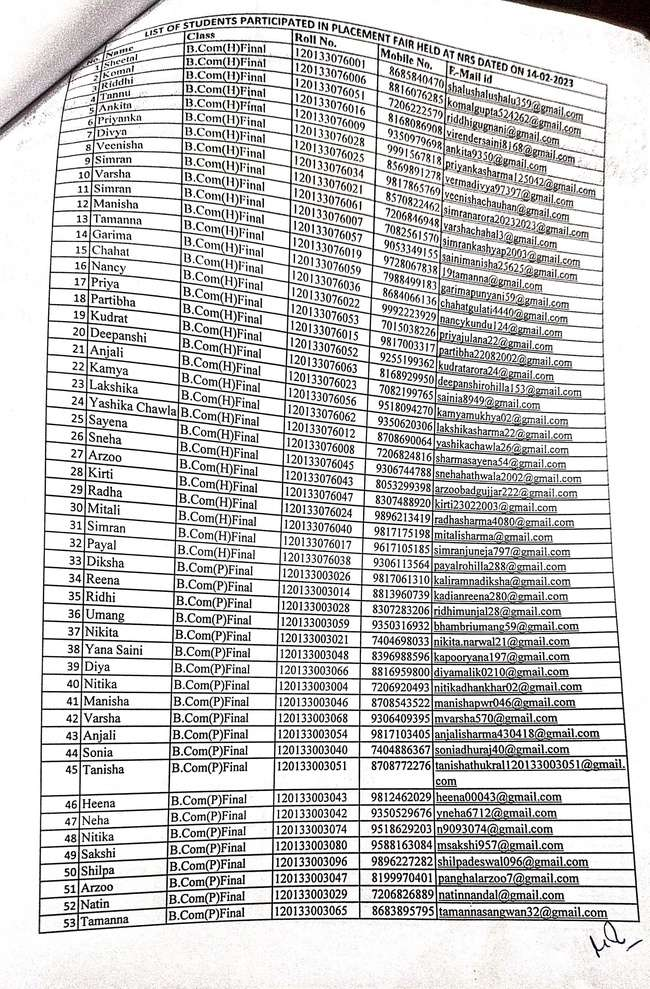 LIST OF STUDENTS PARTICIPATED IN PLACEMENT FAIR HELD AT NRS DATED ON 14-02-2023
No Name Class Roll No. Mobile No. E-Mail id
1 Sheetal B.Com(H)Final 120133076001 8685840470 shalushalushalu359@gmail.com
2 Komal B.Com(H)Final 120133076006 8816076285 komalgupta524262@gmail.com
3 Riddhi B.Com(H)Final 120133076051 7206222579 riddhigugnani@gmail.com
4 Tannu B.Com(H)Final 120133076016 8168086908 virendersaini8168@gmail.com
5 Ankita B.Com(H)Final 120133076009 9350979698 ankita9350@gmail.com
6 Priyanka B.Com(H)Final 120133076028 9991567818 priyankasharma125042@gmail.com
7 Divya B.Com(H)Final 120133076025 8569891278 vermadivya97397@gmail.com
8 Veenisha B.Com(H)Final 120133076034 9817865769 veenishachauhan@gmail.com
9 Simran B.Com(H)Final 120133076021 8570822462 simranarora20232023@gmail.com
10 Varsha B.Com(H)Final 120133076061 7206846948 varshachahal3@gmail.com
11 Simran B.Com(H)Final 120133076007 7082561570 simrankashyap2003@gmail.com
12 Manisha B.Com(H)Final 120133076057 9053349155 sainimanisha25625@gmail.com
13 Tamanna B.Com(H)Final 120133076019 9728067838 19tamanna@gmail.com
14 Garima B.Com(H)Final 120133076059 7988499183 garimapunyani59@gmail.com
15 Chahat B.Com(H)Final 120133076036 8684066136 chahatgulati4440@gmail.com
16 Nancy B.Com(H)Final 120133076022 9992223929 nancykundu124@gmail.com
17 Priya B.Com(H)Final 120133076053 7015038226 priyajulana22@gmail.com
18 Partibha B.Com(H)Final 120133076015 9817003317 partibha22082002@gmail.com
19 Kudrat B.Com(H)Final 120133076052 9255199362 kudratarora24@gmail.com
20 Deepanshi B.Com(H)Final 120133076063 8168929950 deepanshirohilla153@gmail.com
21 Anjali B.Com(H)Final 120133076023 7082199765 sainia8949@gmail.com
22 Kamya B.Com(H)Final 120133076056 9518094270 kamyamukhya02@gmail.com
23 Lakshika B.Com(H)Final 120133076062 9350620306 lakshikasharma22@gmail.com
24 Yashika Chawla B.Com(H)Final 120133076012 8708690064 yashikachawla26@gmail.com
25 Sayena B.Com(H)Final 120133076008 7206824816 sharmasayena54@gmail.com
26 Sneha B.Com(H)Final 120133076045 9306744788 snehahathwala2002@gmail.com
27 Arzoo B.Com(H)Final 120133076043 8053299398 arzoobadgujjar222@gmail.com
28 Kirti B.Com(H)Final 120133076047 8307488920 kirti23022003@gmail.com
29 Radha B.Com(H)Final 120133076024 9896213419 radhasharma4080@gmail.com
30 Mitali B.Com(H)Final 120133076040 9817175198 mitalisharma@gmail.com
31 Simran B.Com(H)Final 120133076017 9617105185 simranjuneja797@gmail.com
32 Payal B.Com(H)Final 120133076038 9306113564 payalrohilla288@gmail.com
33 Diksha B.Com(P)Final 120133003026 9817061310 kaliramnadiksha@gmail.com
34 Reena B.Com(P)Final 120133003014 8813960739 kadianreena280@gmail.com
35 Ridhi B.Com(P)Final 120133003028 8307283206 ridhimunjal28@gmail.com
36 Umang B.Com(P)Final 120133003059 9350316932 bhambriumang59@gmail.com
37 Nikita B.Com(P)Final 120133003021 7404698033 nikita.narwal21@gmail.com
38 Yana Saini B.Com(P)Final 120133003048 8396988596 kapooryana197@gmail.com
39 Diya B.Com(P)Final 120133003066 8816959800 diyamalik0210@gmail.com
40 Nitika B.Com(P)Final 120133003004 7206920493 nitikadhankhar02@gmail.com
41 Manisha B.Com(P)Final 120133003046 8708543522 manishapwr046@gmail.com
42 Varsha B.Com(P)Final 120133003068 9306409395 mvarsha570@gmail.com
43 Anjali B.Com(P)Final 120133003054 9817103405 anjalisharma430418@gmail.com
44 Sonia B.Com(P)Final 120133003040 7404886367 soniadhuraj40@gmail.com
45 Tanisha B.Com(P)Final 120133003051 8708772276 tanishathukral120133003051@gmail.
com
46 Heena B.Com(P)Final 120133003043 9812462029 heena00043@gmail.com
47 Neha B.Com(P)Final 120133003042 9350529676 yneha6712@gmail.com
48 Nitika B.Com(P)Final 120133003074 9518629203 n9093074@gmail.com
49 Sakshi B.Com(P)Final 120133003080 9588163084 msakshi957@gmail.com
50 Shilpa B.Com(P)Final 120133003096 9896227282 shilpadeswal096@gmail.com
51 Arzoo B.Com(P)Final 120133003047 8199970401 panghalarzoo7@gmail.com
52 Natin B.Com(P)Final 120133003029 7206826889 natinnandal@gmail.com
53 Tamanna B.Com(P)Final 120133003065 8683895795 tamannasangwan32@gmail.com